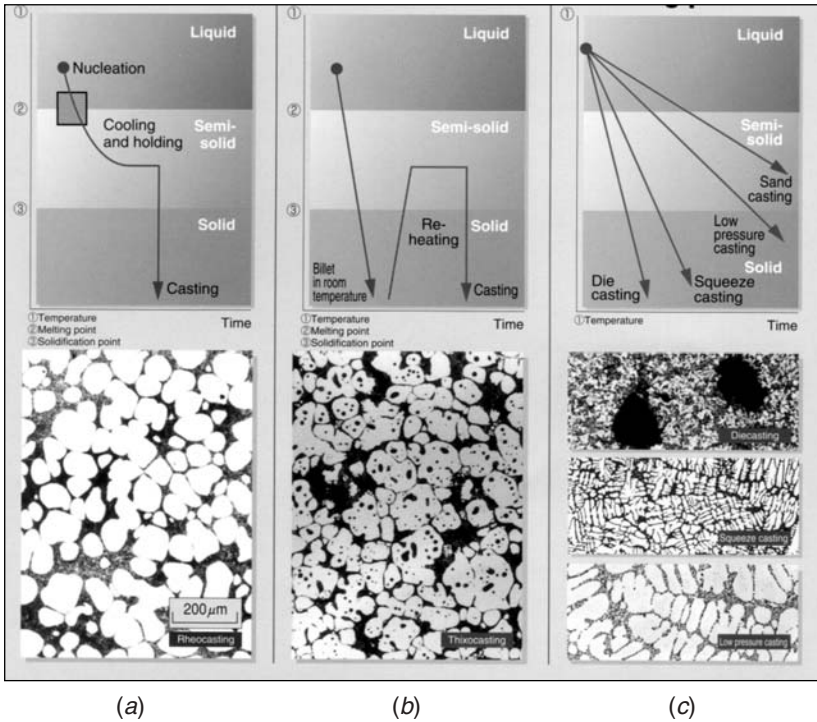 ①
Liquid
Nucleation
②
Cooling
and holding
Semi-
solid
③
Solid
Casting
①Temperature
②Melting point
③Solidification point
Time
200 μm
Rheocasting
(a)
①
Liquid
②
Semi-solid
③
Solid
Re-
heating
Billet
in room
temperature
Casting
①Temperature
②Melting point
③Solidification point
Time
Thixocasting
(b)
①
Liquid
Semi-
solid
Sand
casting
Low
pressure
casting
Solid
Die
casting
Squeeze
casting
①Temperature
Time
Diecasting
Squeeze casting
Low pressure casting
(c)